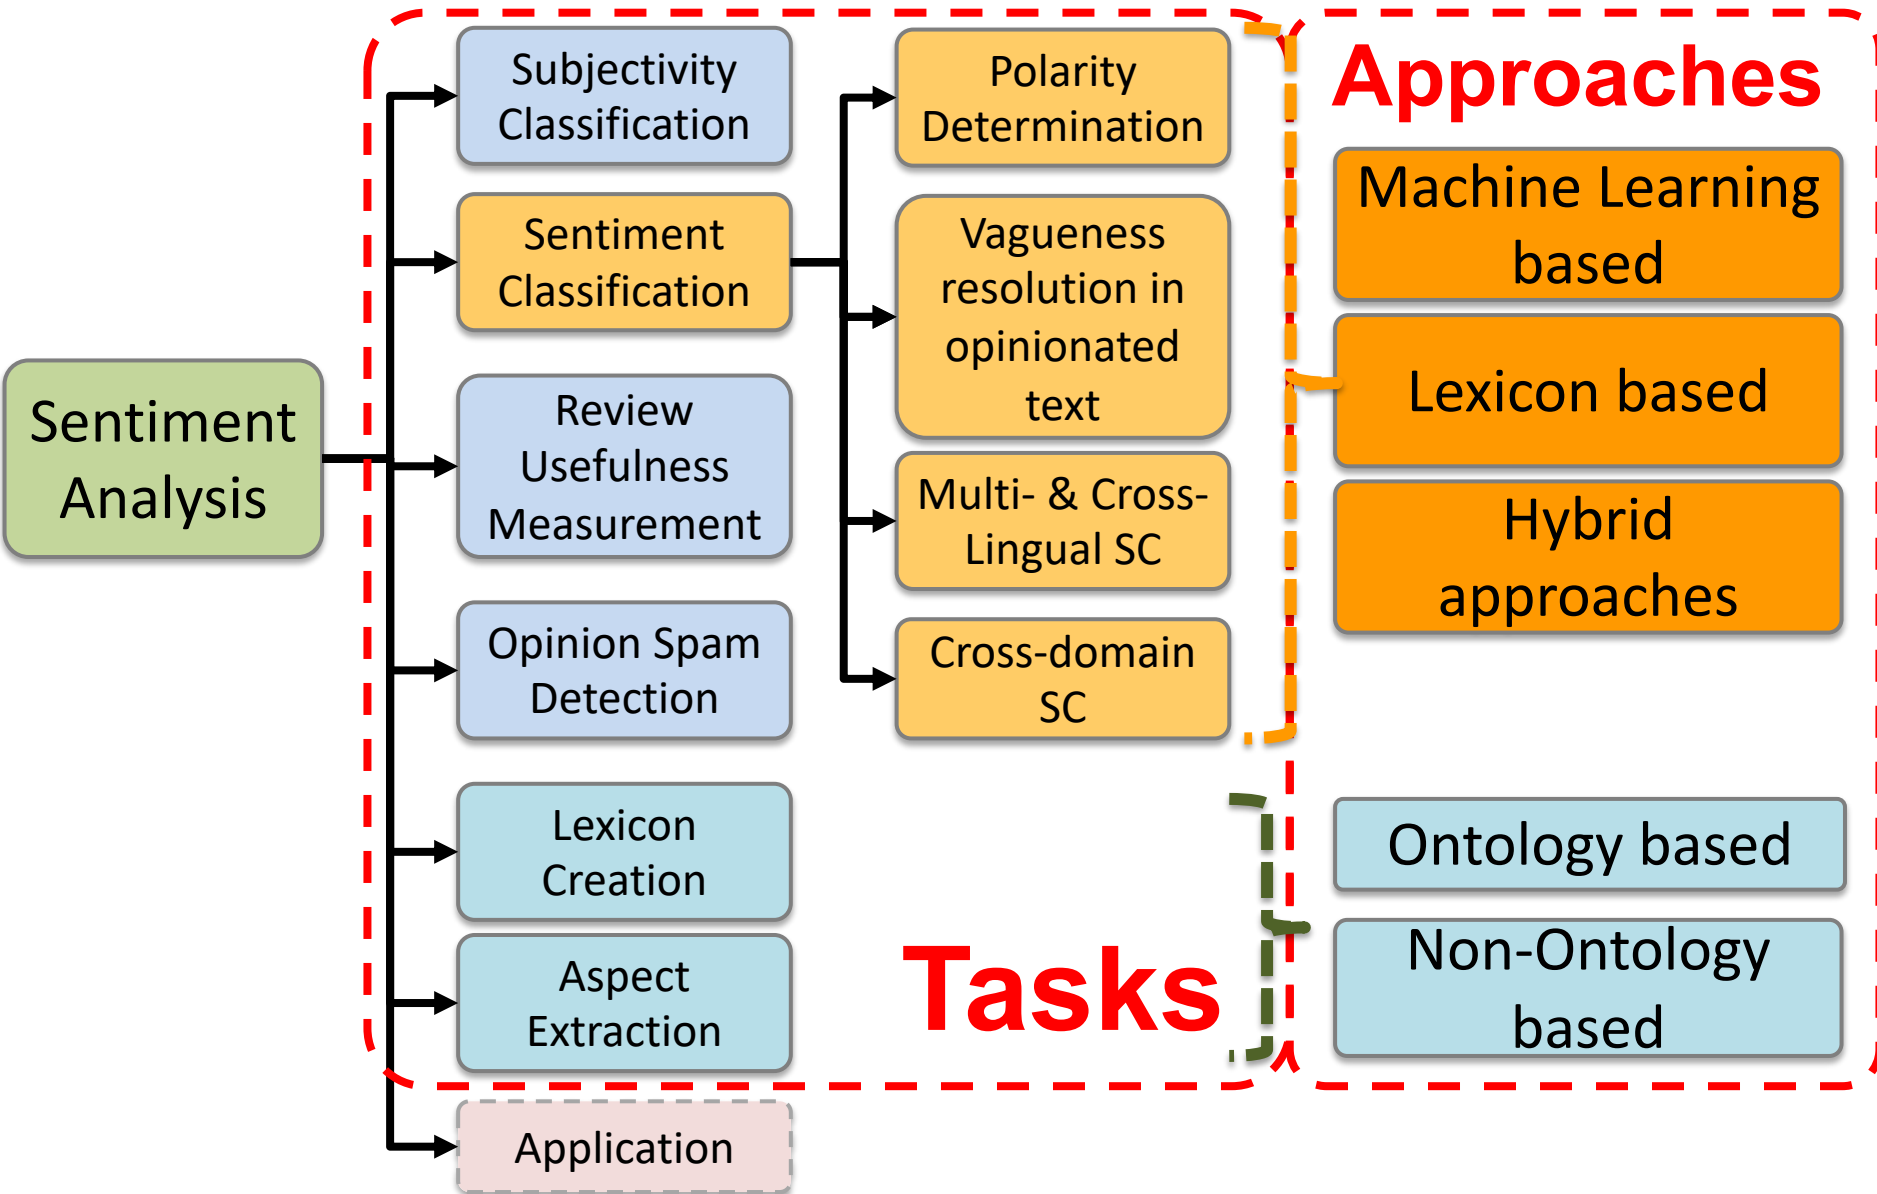 Sentiment
Analysis
Subjectivity
Classification
Sentiment
Classification
Review
Usefulness
Measurement
Opinion Spam
Detection
Lexicon
Creation
Aspect
Extraction
Application
Polarity
Determination
Vagueness
resolution in
opinionated
text
Multi- & Cross-
Lingual SC
Cross-domain
SC
Tasks
Approaches
Machine Learning
based
Lexicon based
Hybrid
approaches
Ontology based
Non-Ontology
based